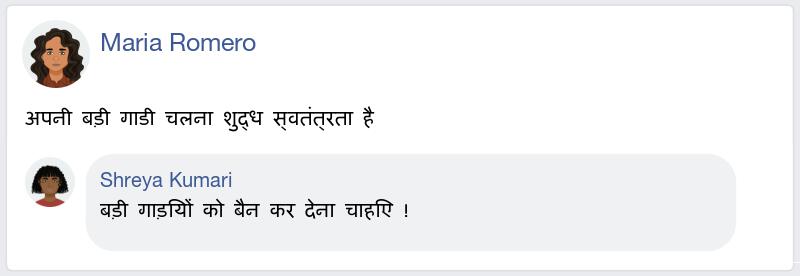 Maria Romero
अपनी बड़ी गाडी चलना शुद्ध स्वतंत्रता है
Shreya Kumari
बड़ी गाड़ियों को बैन कर देना चाहिए !